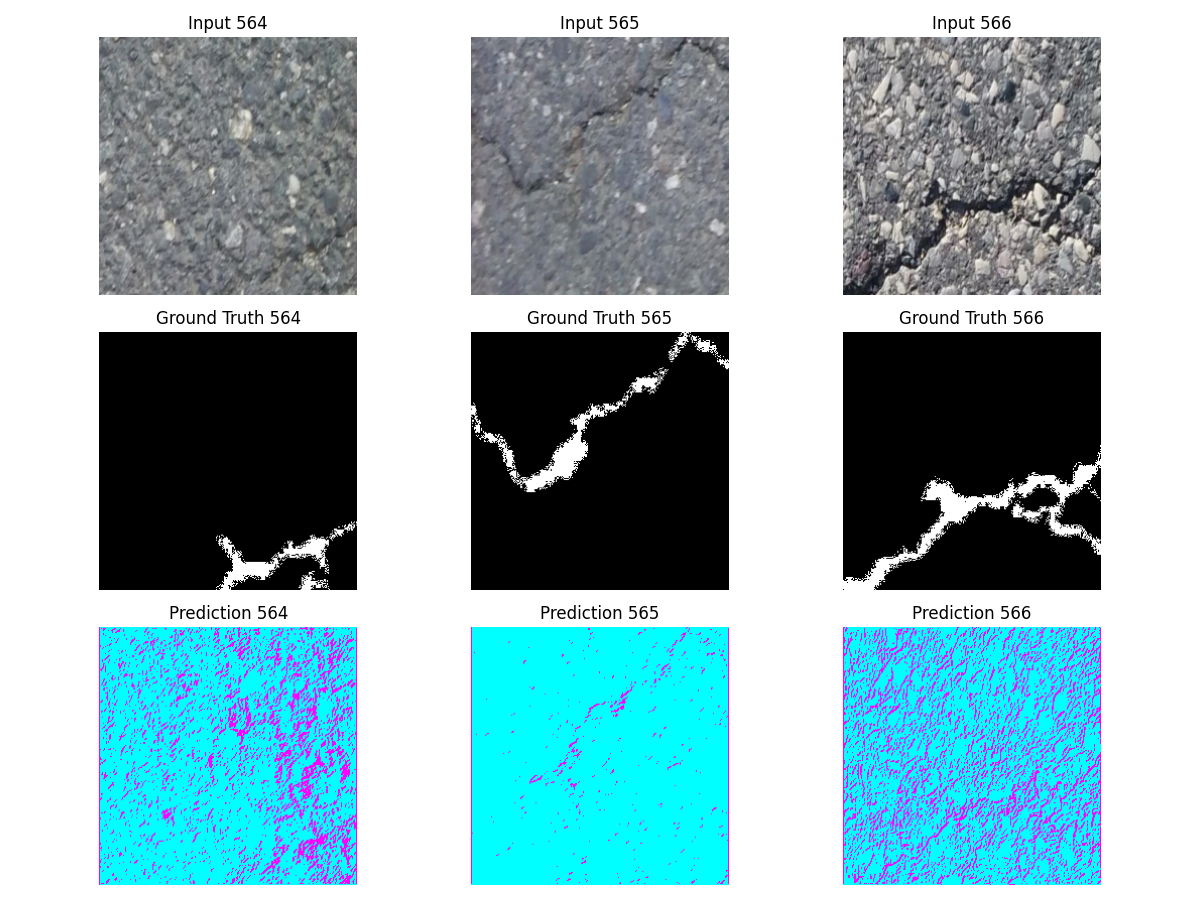 Input 564
Input 565
Input 566
Ground Truth 564
Ground Truth 565
Ground Truth 566
Prediction 564
Prediction 565
Prediction 566